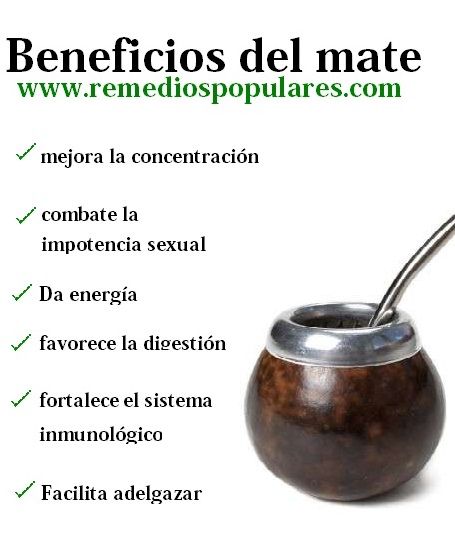 Beneficios del mate
www.remediospopulares.com
mejora la concentración
combate la
impotencia sexual
Da energía
favorece la digestión
fortalece el sistema
inmunológico
Facilita adelgazar